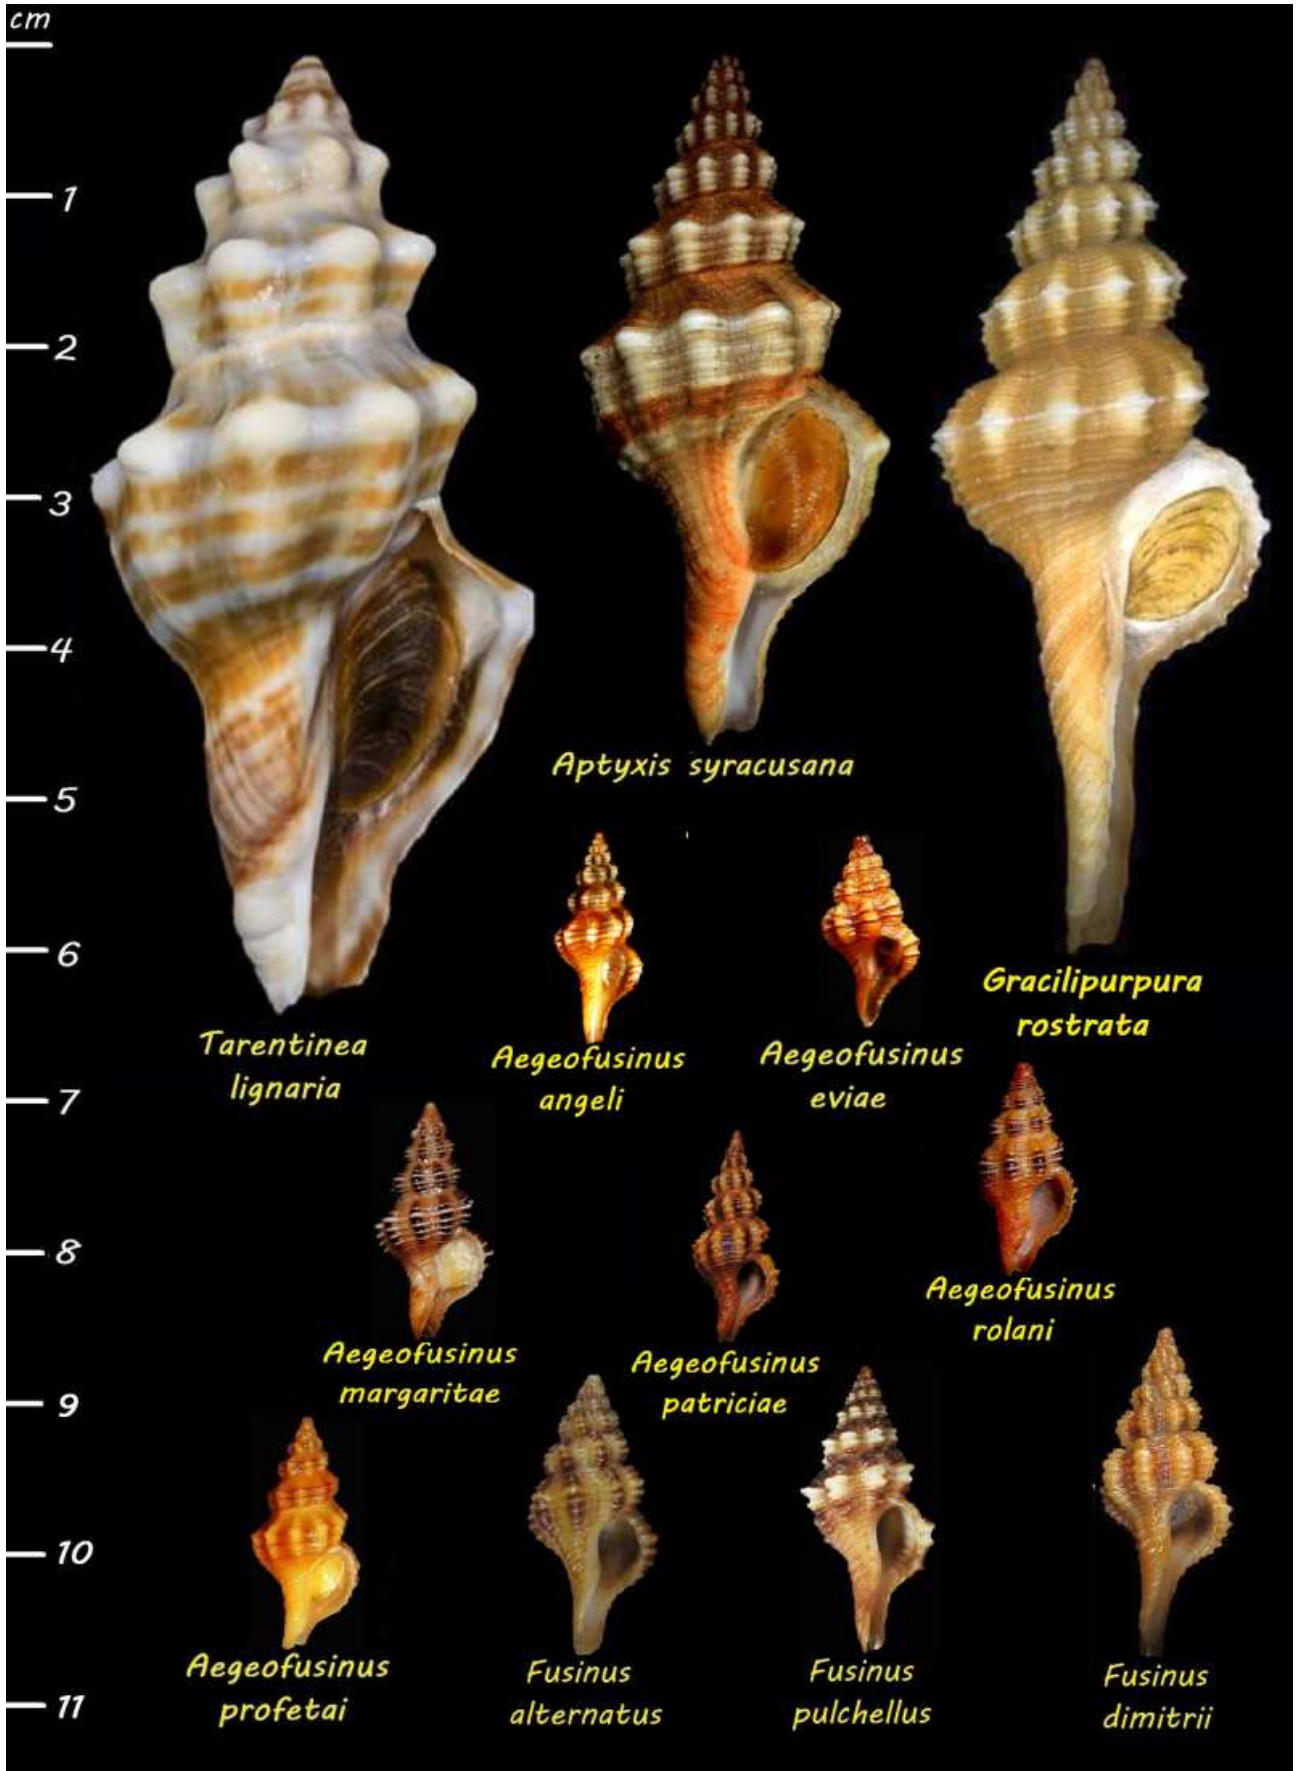 cm
1
2
3
4
5
6
7
8
9
10
11
Aptyxis syracusana
Gracilipurpura
rostrata
Tarentinea
lignaria
Aegeofusinus
angeli
Aegeofusinus
eviae
Aegeofusinus
rolani
Aegeofusinus
margaritae
Aegeofusinus
patriciae
Aegeofusinus
profetai
Fusinus
alternatus
Fusinus
pulchellus
Fusinus
dimitrii